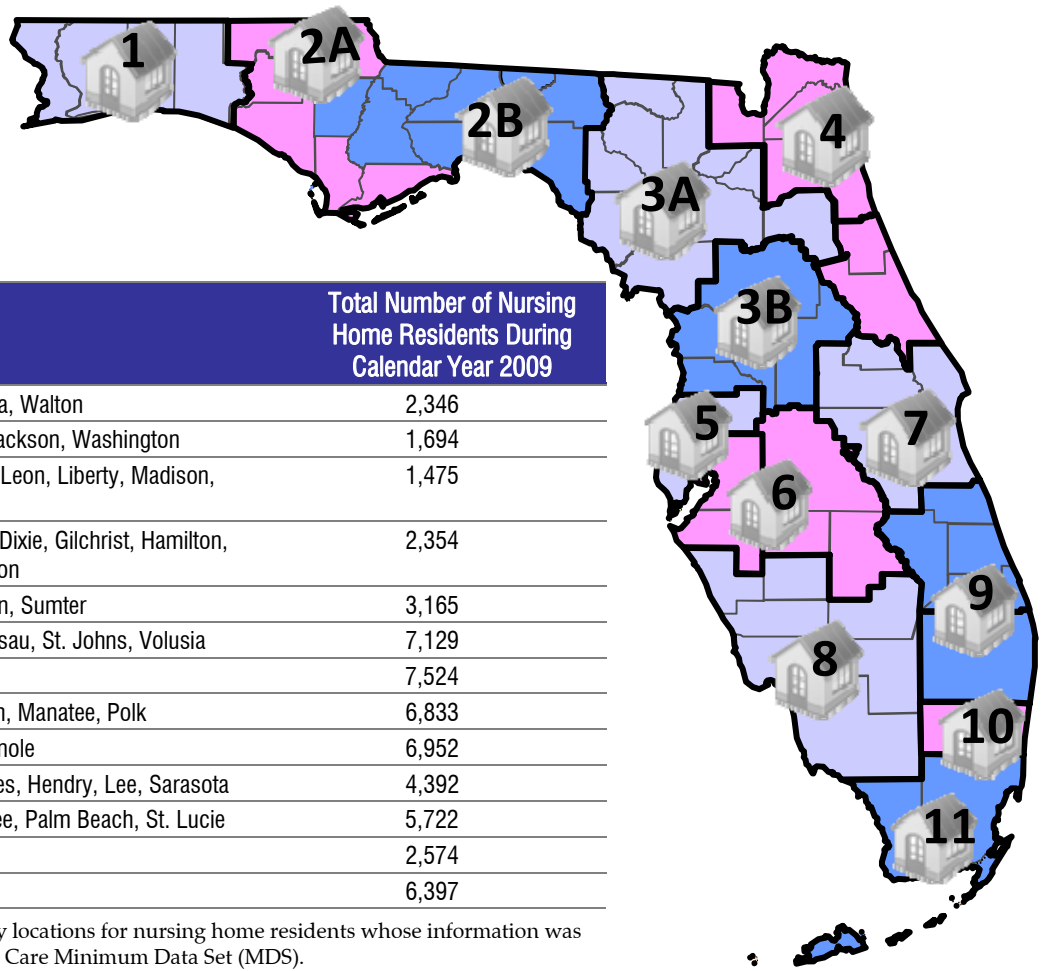 1
2A
2B
3A
3B
4
5
6
7
8
9
10
11
Total Number of Nursing
Home Residents During
Calendar Year 2009
a, Walton 2,346
ackson, Washington 1,694
Leon, Liberty, Madison, 1,475
Dixie, Gilchrist, Hamilton, 2,354
on
n, Sumter 3,165
sau, St. Johns, Volusia 7,129
7,524
n, Manatee, Polk 6,833
nole 6,952
es, Hendry, Lee, Sarasota 4,392
ee, Palm Beach, St. Lucie 5,722
2,574
6,397
y locations for nursing home residents whose information was
Care Minimum Data Set (MDS).